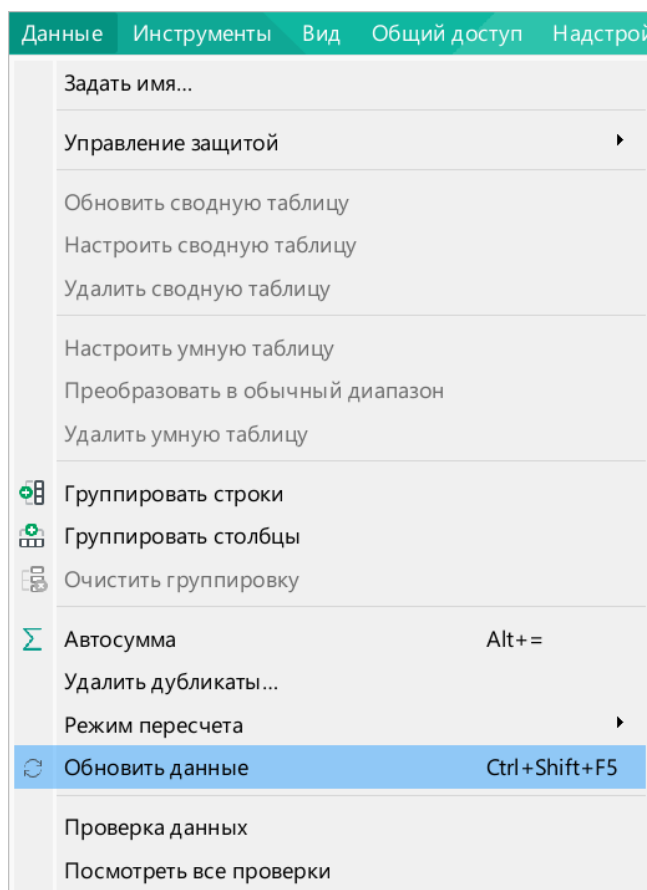 Данные Инструменты Вид Общий доступ Надстрой
Задать имя...
Управление защитой
Обновить сводную таблицу
Настроить сводную таблицу
Удалить сводную таблицу
Настроить умную таблицу
Преобразовать в обычный диапазон
Удалить умную таблицу
Группировать строки
Группировать столбцы
Очистить группировку
Автосумма Alt+=
Удалить дубликаты...
Режим пересчета
Обновить данные Ctrl+Shift+F5
Проверка данных
Посмотреть все проверки